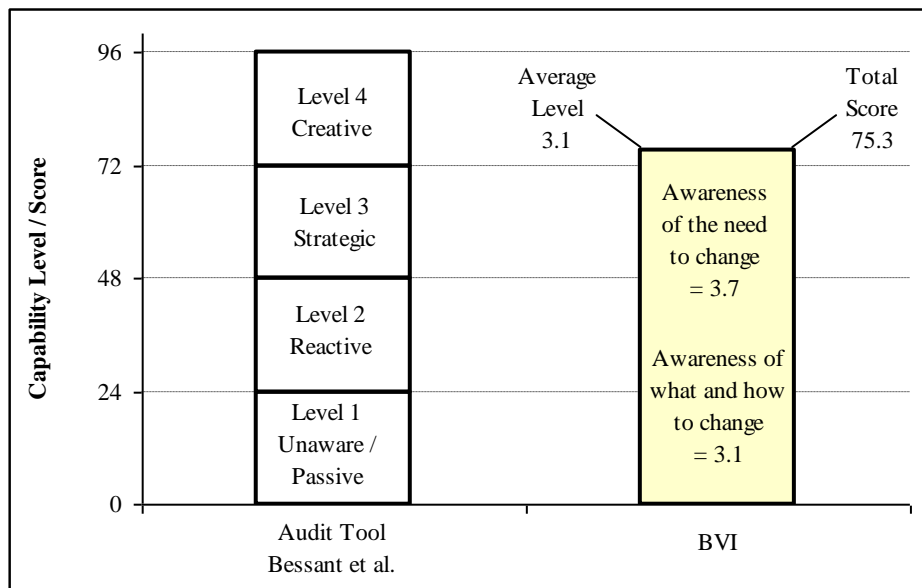 Capability Level / Score
96
72
48
24
0
Level 4
Creative
Level 3
Strategic
Level 2
Reactive
Level 1
Unaware /
Passive
Average
Level
3.1
Total
Score
75.3
Awareness
of the need
to change
= 3.7
Awareness of
what and how
to change
= 3.1
Audit Tool
Bessant et al.
BVI